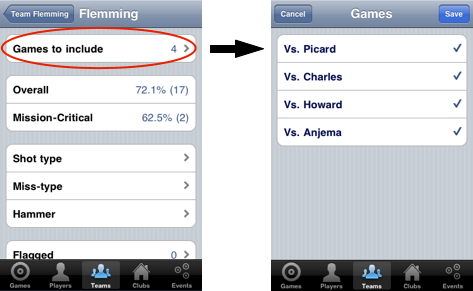 Team Flemming Flemming
Games to include 4
Overall 72.1% (17)
Mission-Critical 62.5% (2)
Shot type
Miss-type
Hammer
Flagged 0
Games Players Teams Clubs Events
Cancel Games Save
Vs. Picard
Vs. Charles
Vs. Howard
Vs. Anjema
Games Players Teams Clubs Events